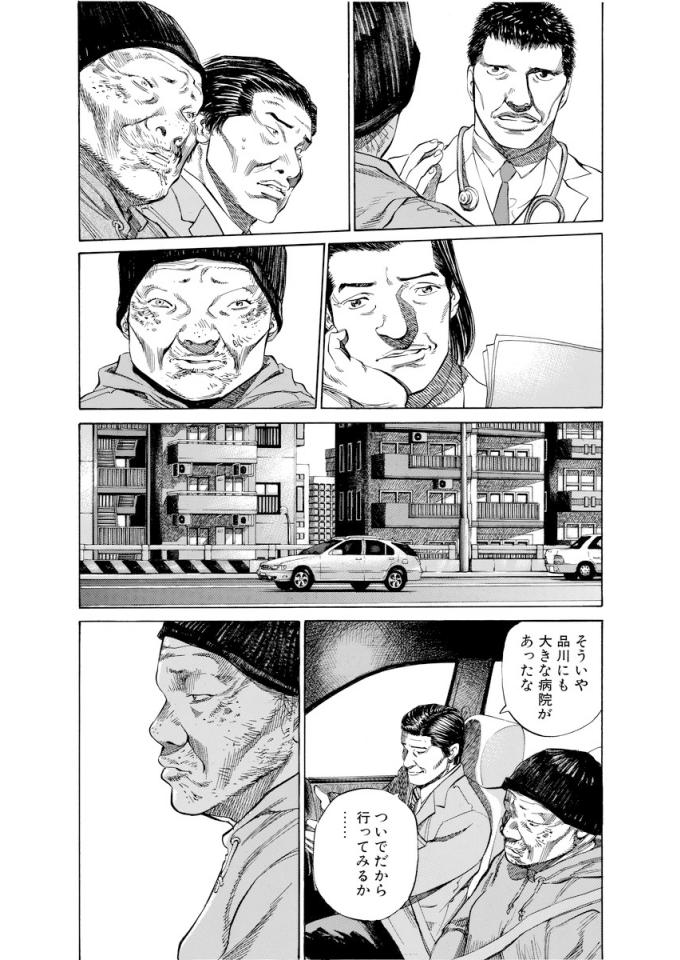 そういや
品川にも
大きな病院が
あったな
ついでだから
行ってみるか
……